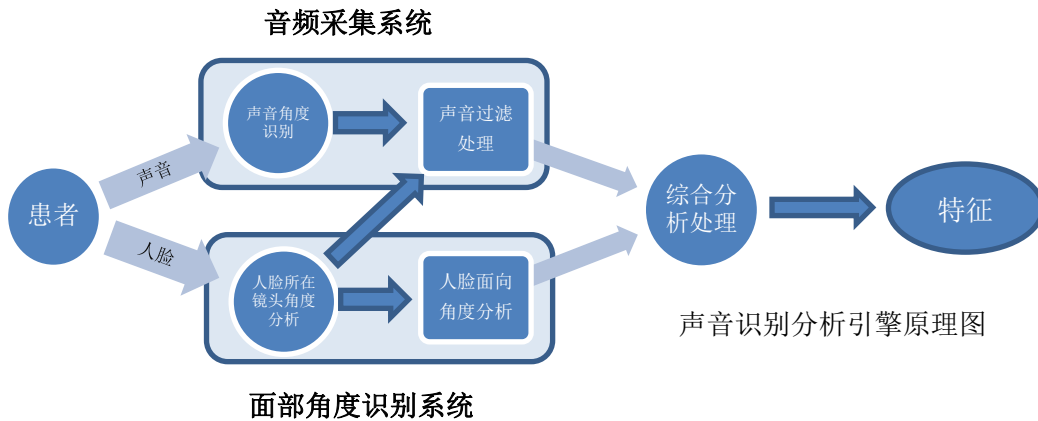 音频采集系统
声音角度
识别
声音过滤
处理
声音
患者
人脸
综合分
析处理
特征
人脸所在
镜头角度
分析
人脸面向
角度分析
声音识别分析引擎原理图
面部角度识别系统